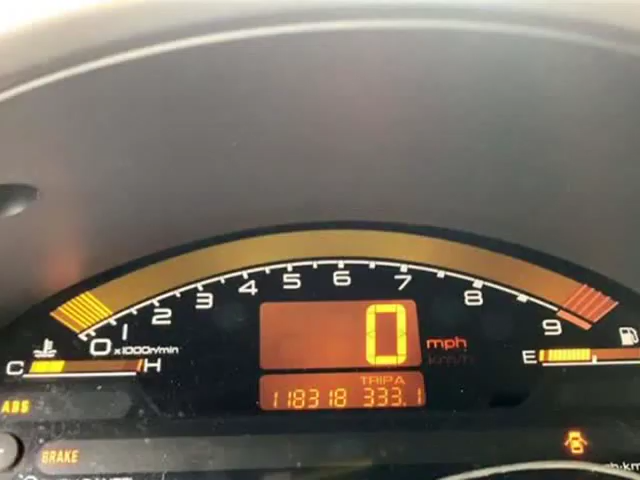 0 1 2 3 4 5 6 7 8 9
x1000r/min
0 mph
km/h
C H
E
TRIP A
118318 333.1
ABS
BRAKE